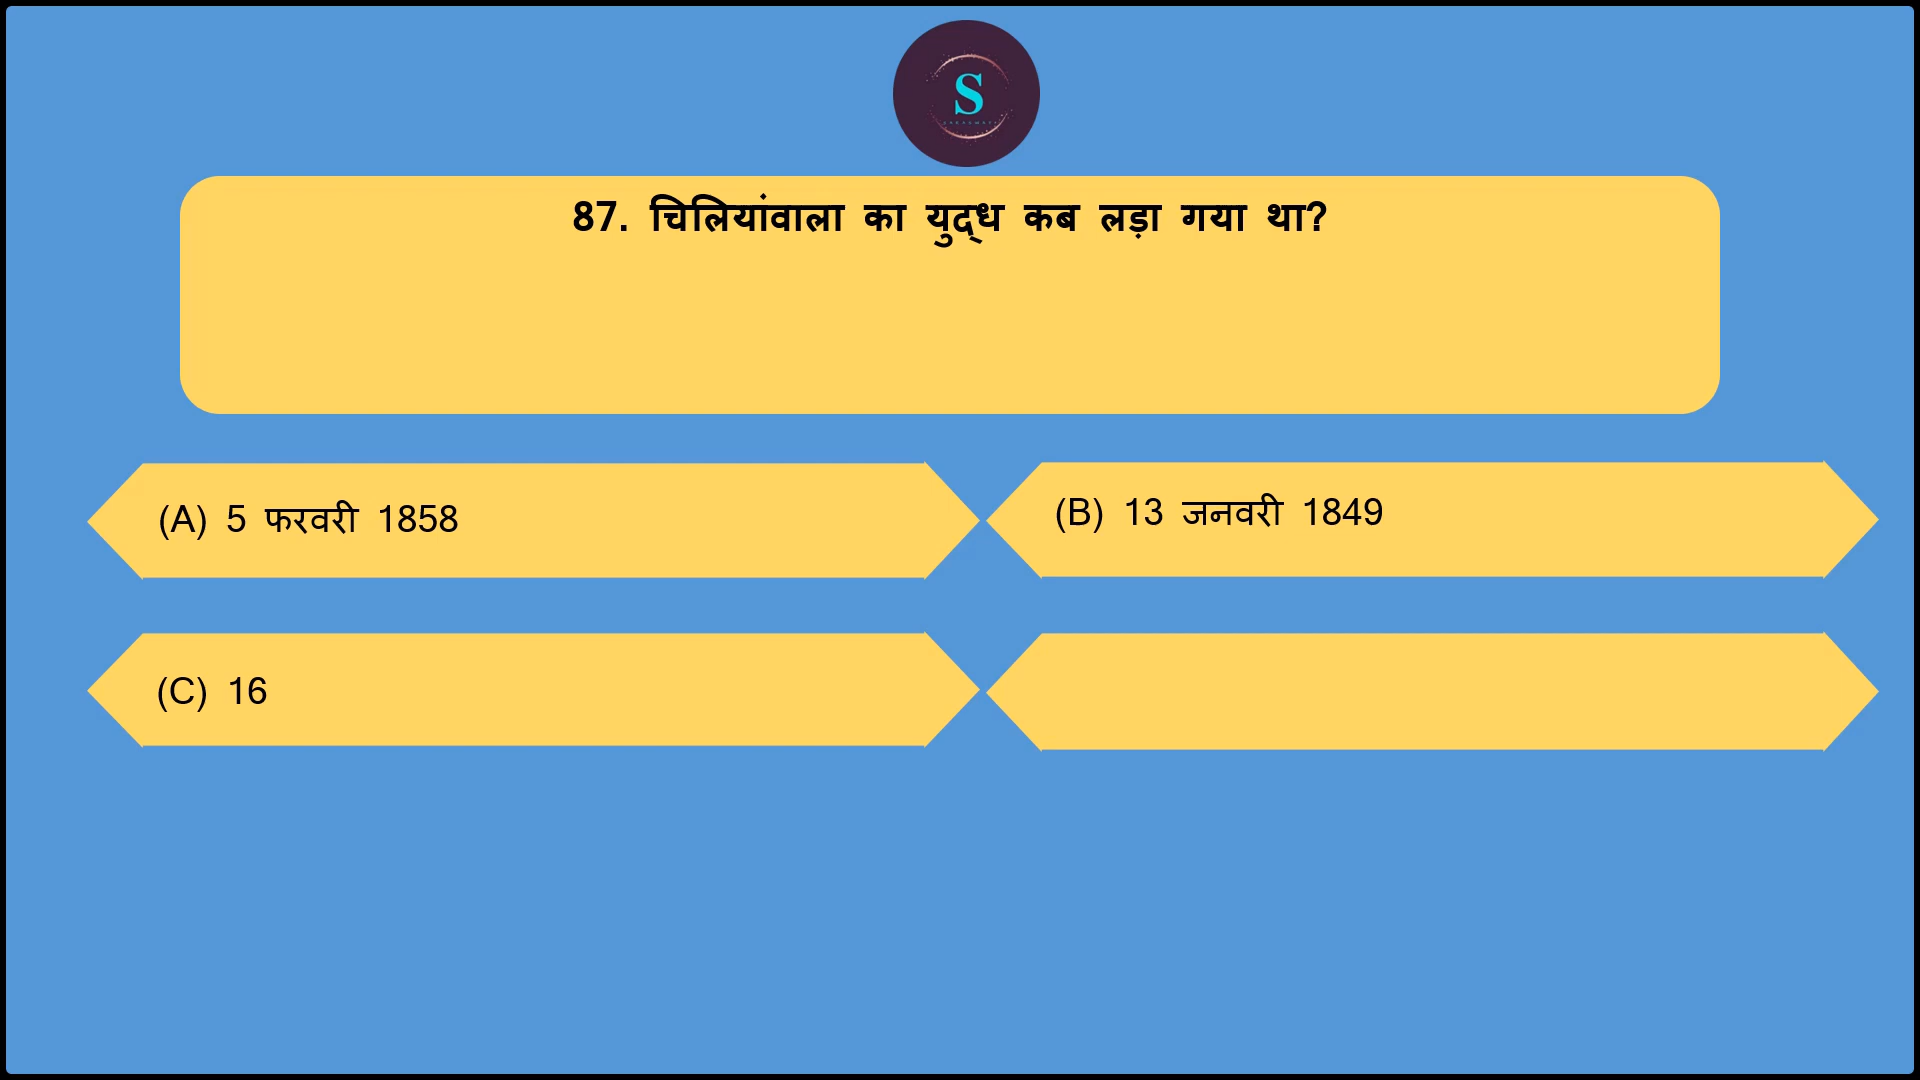 S
87. चिलियांवाला का युद्ध कब लड़ा गया था?
(A) 5 फरवरी 1858
(B) 13 जनवरी 1849
(C) 16